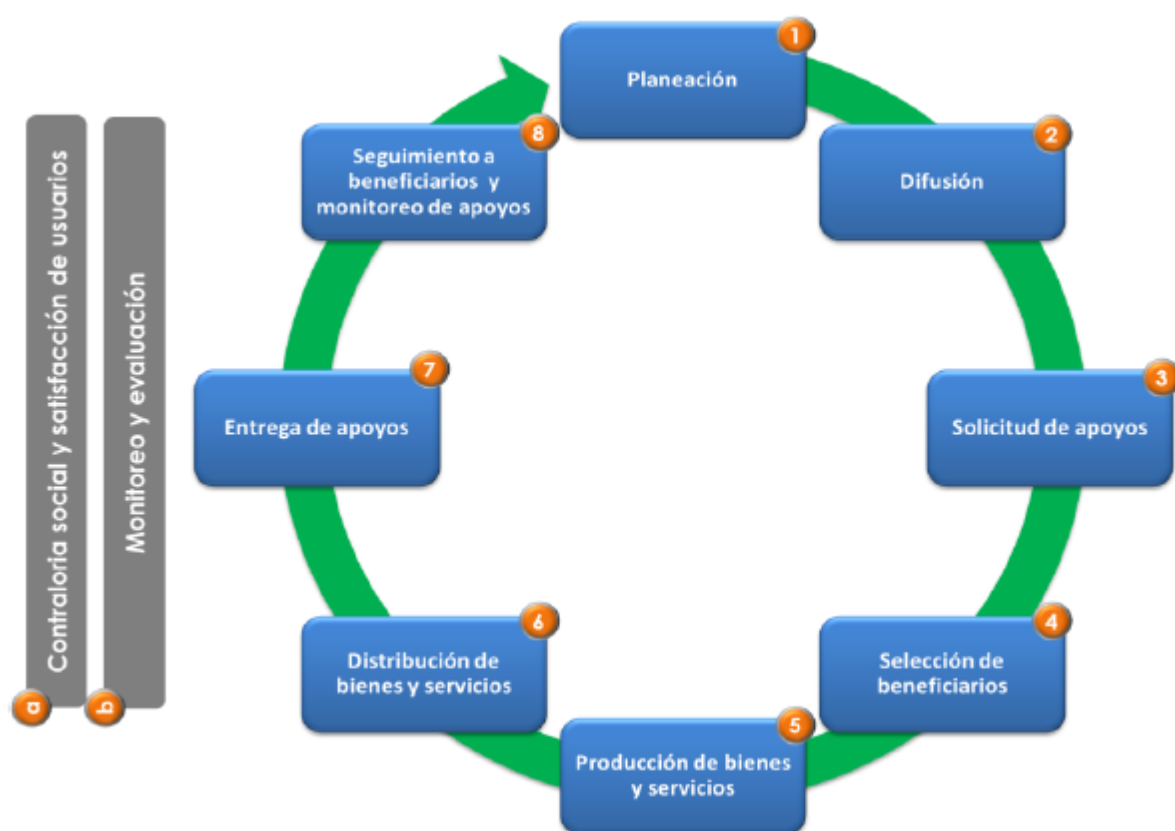 1
Planeación
2
Difusión
3
Solicitud de apoyos
4
Selección de
beneficiarios
5
Producción de bienes
y servicios
6
Distribución de
bienes y servicios
7
Entrega de apoyos
8
Seguimiento a
beneficiarios y
monitoreo de apoyos
a
Contraloria social y satisfacción de usuarios
b
Monitoreo y evaluación